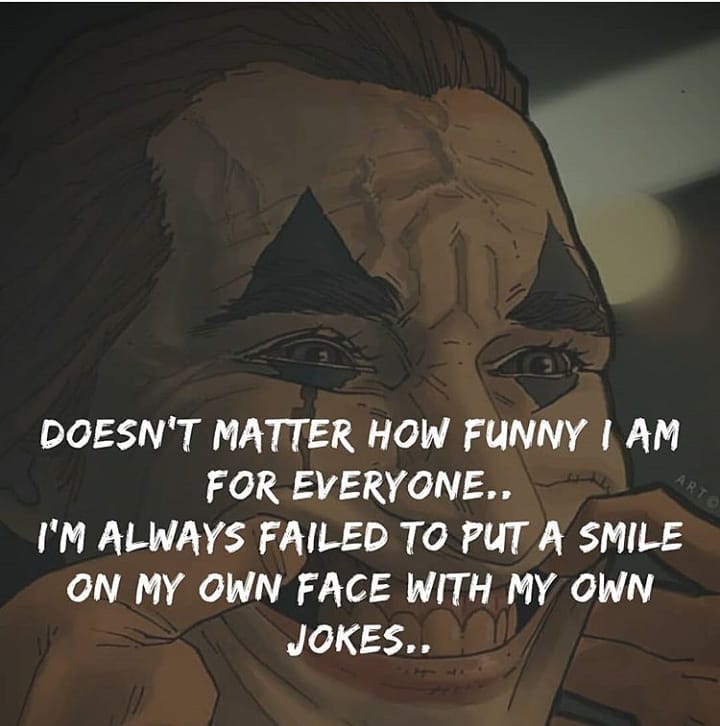 DOESN'T MATTER HOW FUNNY I AM
FOR EVERYONE..
I'M ALWAYS FAILED TO PUT A SMILE
ON MY OWN FACE WITH MY OWN
JOKES..
ART